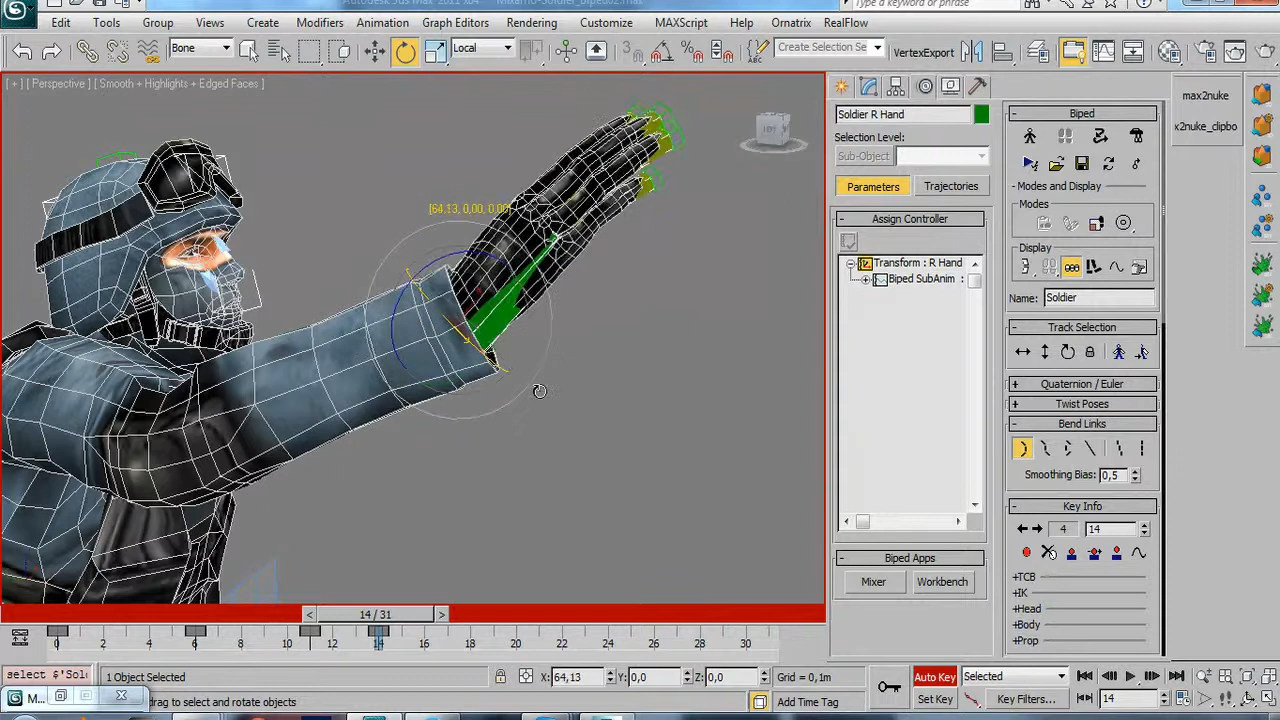 Edit Tools Group Views Create Modifiers Animation Graph Editors Rendering Customize MAXScript Help Ornatrix RealFlow
Bone
Local
3
ABC
Create Selection Se
VertexExport
[ + ] [ Perspective ] [ Smooth + Highlights + Edged Faces ]
[64,13, 0,00, 0,00]
Soldier R Hand
Selection Level:
Sub-Object
Parameters
Trajectories
- Assign Controller
Transform : R Hand
Biped SubAnim :
- Biped Apps
Mixer
Workbench
- Biped
- Modes and Display
Modes
Display
Name: Soldier
- Track Selection
+ Quaternion / Euler
+ Twist Poses
- Bend Links
Smoothing Bias: 0,5
- Key Info
4 14
+TCB
+IK
+Head
+Body
+Prop
max2nuke
x2nuke_clipbo
< 14 / 31 >
0 2 4 6 8 10 12 14 16 18 20 22 24 26 28 30
select $'Sol
1 Object Selected
X: 64,13 Y: 0,0 Z: 0,0
Grid = 0,1m
Auto Key
Selected
M...
drag to select and rotate objects
Add Time Tag
Set Key
Key Filters...
14